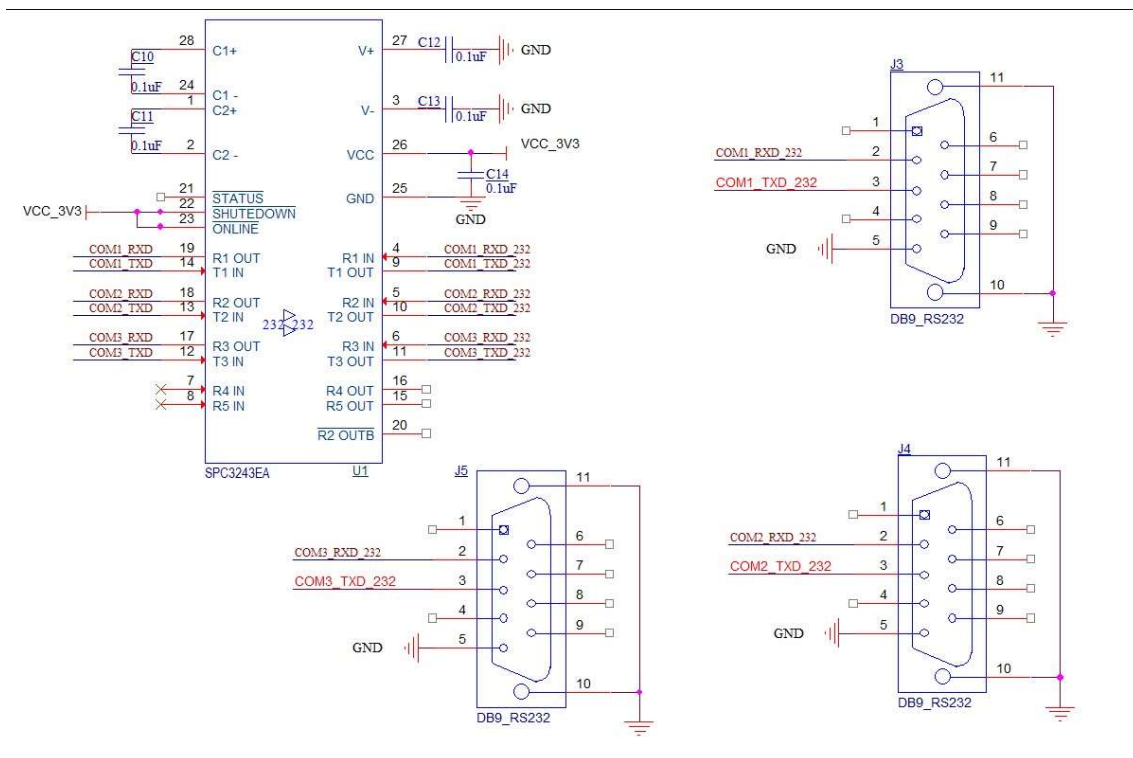 28 C1+ V+ 27 C12 0.1uF GND
C10 0.1uF
24 C1 -
1 C2+ V- 3 C13 0.1uF GND
C11 0.1uF
2 C2 - VCC 26 VCC_3V3
C14 0.1uF
21 STATUS GND 25 GND
VCC_3V3 22 SHUTEDOWN
23 ONLINE
COM1_RXD 19 R1 OUT R1 IN 4 COM1_RXD_232
COM1_TXD 14 T1 IN T1 OUT 9 COM1_TXD_232
COM2_RXD 18 R2 OUT R2 IN 5 COM2_RXD_232
COM2_TXD 13 T2 IN T2 OUT 10 COM2_TXD_232
232 232
COM3_RXD 17 R3 OUT R3 IN 6 COM3_RXD_232
COM3_TXD 12 T3 IN T3 OUT 11 COM3_TXD_232
7 R4 IN R4 OUT 16
8 R5 IN R5 OUT 15
R2 OUTB 20
SPC3243EA U1
J3
11
1
6
COM1_RXD_232 2
7
COM1_TXD_232 3
8
4
9
GND 5
10
DB9_RS232
J5
11
1
6
COM3_RXD_232 2
7
COM3_TXD_232 3
8
4
9
GND 5
10
DB9_RS232
J4
11
1
6
COM2_RXD_232 2
7
COM2_TXD_232 3
8
4
9
GND 5
10
DB9_RS232